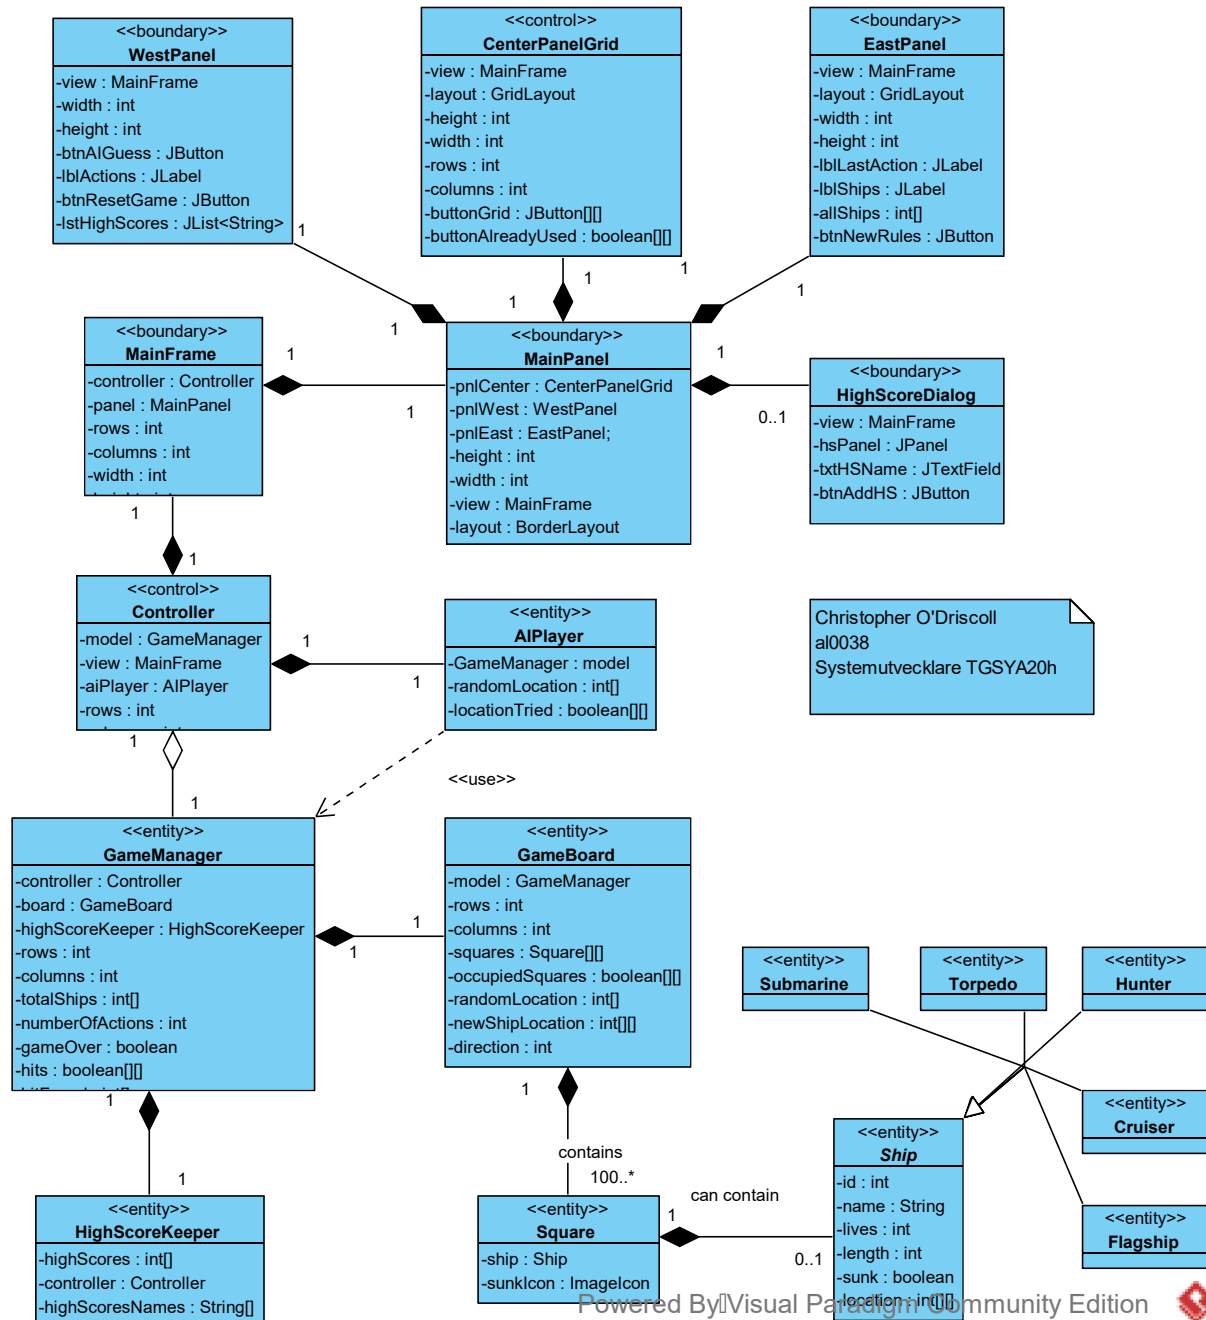 <<boundary>>
WestPanel
-view : MainFrame
-width : int
-height : int
-btnAIGuess : JButton
-lblActions : JLabel
-btnResetGame : JButton
-lstHighScores : JList<String>
1
<<control>>
CenterPanelGrid
-view : MainFrame
-layout : GridLayout
-height : int
-width : int
-rows : int
-columns : int
-buttonGrid : JButton[][]
-buttonAlreadyUsed : boolean[][]
1
<<boundary>>
EastPanel
-view : MainFrame
-layout : GridLayout
-width : int
-height : int
-lblLastAction : JLabel
-lblShips : JLabel
-allShips : int[]
-btnNewRules : JButton
1
1
1
1
<<boundary>>
MainFrame
-controller : Controller
-panel : MainPanel
-rows : int
-columns : int
-width : int
1
1
<<boundary>>
MainPanel
-pnlCenter : CenterPanelGrid
-pnlWest : WestPanel
-pnlEast : EastPanel;
-height : int
-width : int
-view : MainFrame
-layout : BorderLayout
1
0..1
<<boundary>>
HighScoreDialog
-view : MainFrame
-hsPanel : JPanel
-txtHSName : JTextField
-btnAddHS : JButton
1
1
<<control>>
Controller
-model : GameManager
-view : MainFrame
-aiPlayer : AIPlayer
-rows : int
1
1
<<entity>>
AIPlayer
-GameManager : model
-randomLocation : int[]
-locationTried : boolean[][]
Christopher O'Driscoll
al0038
Systemutvecklare TGSYA20h
1
1
<<use>>
<<entity>>
GameManager
-controller : Controller
-board : GameBoard
-highScoreKeeper : HighScoreKeeper
-rows : int
-columns : int
-totalShips : int[]
-numberOfActions : int
-gameOver : boolean
-hits : boolean[][]
1
1
<<entity>>
GameBoard
-model : GameManager
-rows : int
-columns : int
-squares : Square[][]
-occupiedSquares : boolean[][]
-randomLocation : int[]
-newShipLocation : int[][]
-direction : int
<<entity>>
Submarine
<<entity>>
Torpedo
<<entity>>
Hunter
<<entity>>
Cruiser
<<entity>>
Flagship
1
1
<<entity>>
HighScoreKeeper
-highScores : int[]
-controller : Controller
-highScoresNames : String[]
1
contains
100..*
<<entity>>
Square
-ship : Ship
-sunkIcon : ImageIcon
can contain
1
0..1
<<entity>>
Ship
-id : int
-name : String
-lives : int
-length : int
-sunk : boolean
-location : int[][]
Powered By Visual Paradigm Community Edition